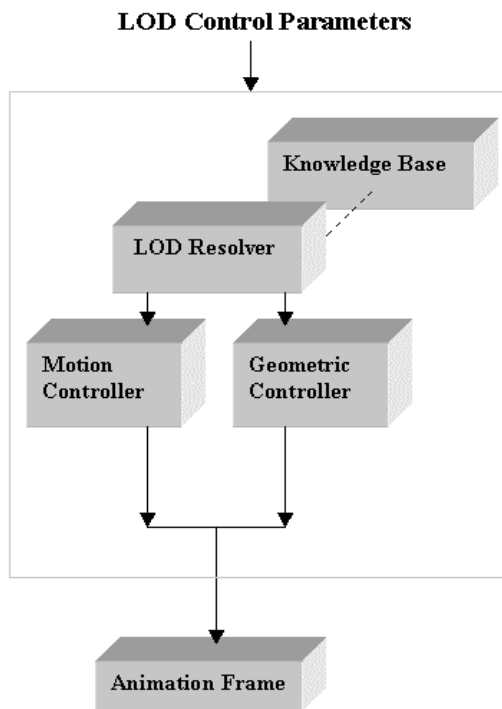 LOD Control Parameters
Knowledge Base
LOD Resolver
Motion
Controller
Geometric
Controller
Animation Frame